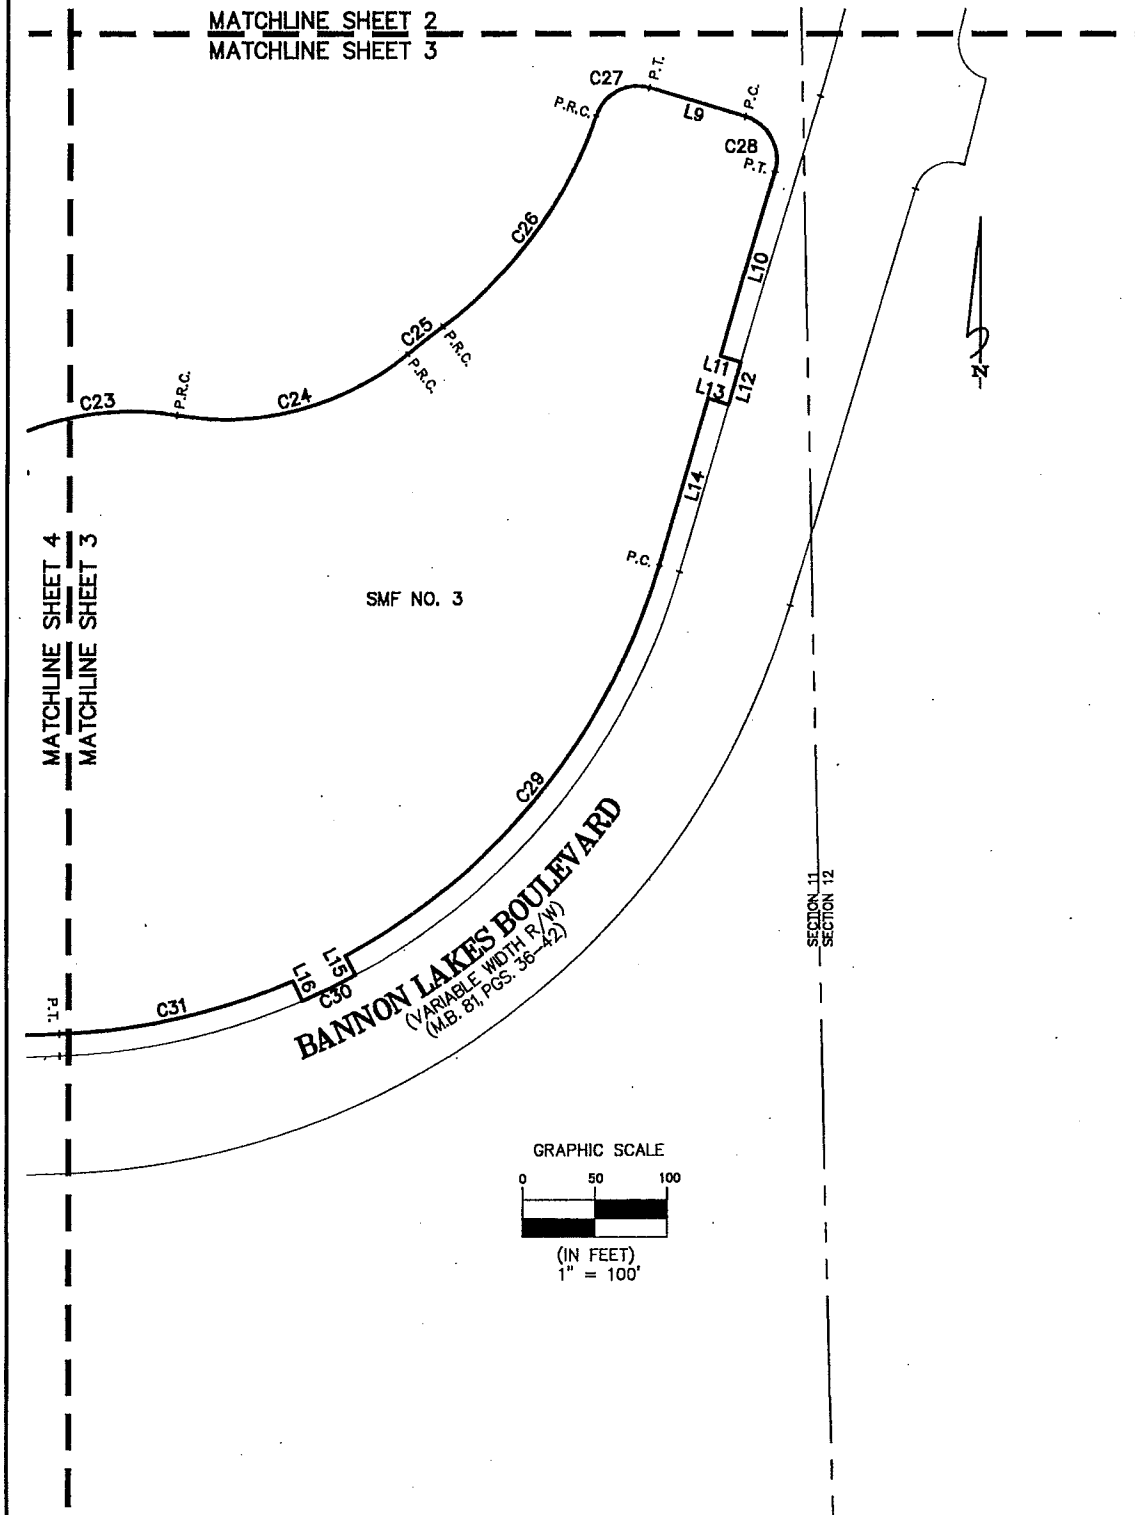 MATCHLINE SHEET 2
MATCHLINE SHEET 3
C27
P.T.
P.R.C.
L9
P.C.
C28
P.T.
C26
L10
C25
P.R.C.
P.R.C.
L11
L12
L13
N
C23
P.R.C.
C24
L14
MATCHLINE SHEET 4
MATCHLINE SHEET 3
P.C.
SMF NO. 3
C29
BANNON LAKES BOULEVARD
(VARIABLE WIDTH R/W)
(M.B. 81, PGS. 36-42)
SECTION 11
SECTION 12
L15
L16
C30
C31
P.T.
GRAPHIC SCALE
0 50 100
(IN FEET)
1" = 100'